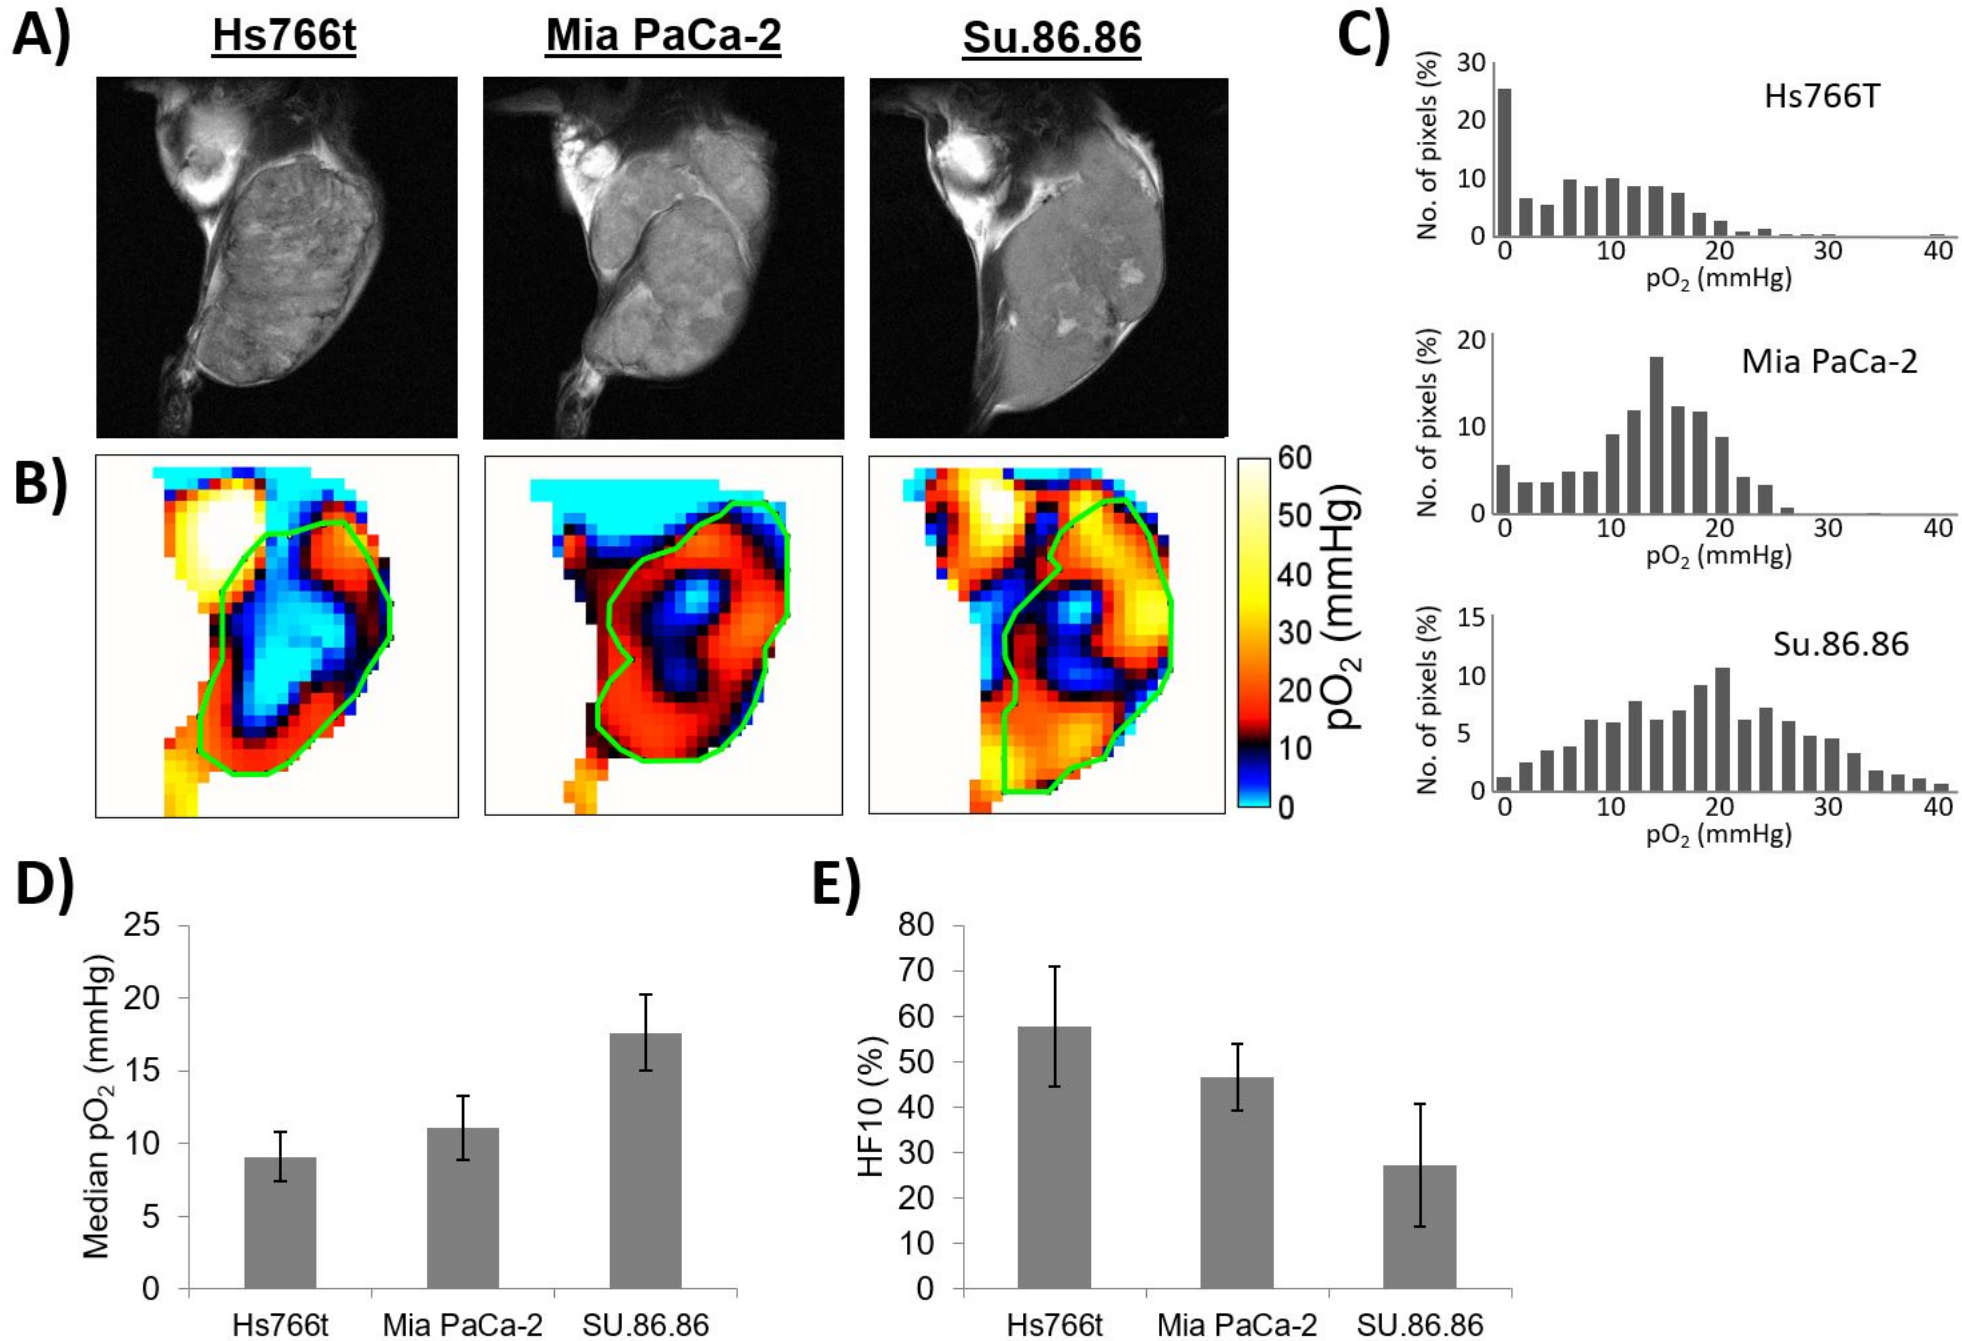 A)
Hs766t
Mia PaCa-2
Su.86.86
B)
60
50
40
30
20
10
0
pO₂ (mmHg)
C)
No. of pixels (%)
30
20
10
0
Hs766T
0 10 20 30 40
pO₂ (mmHg)
No. of pixels (%)
20
10
0
Mia PaCa-2
0 10 20 30 40
pO₂ (mmHg)
No. of pixels (%)
15
10
5
0
Su.86.86
0 10 20 30 40
pO₂ (mmHg)
D)
Median pO₂ (mmHg)
25
20
15
10
5
0
Hs766t Mia PaCa-2 SU.86.86
E)
HF10 (%)
80
70
60
50
40
30
20
10
0
Hs766t Mia PaCa-2 SU.86.86